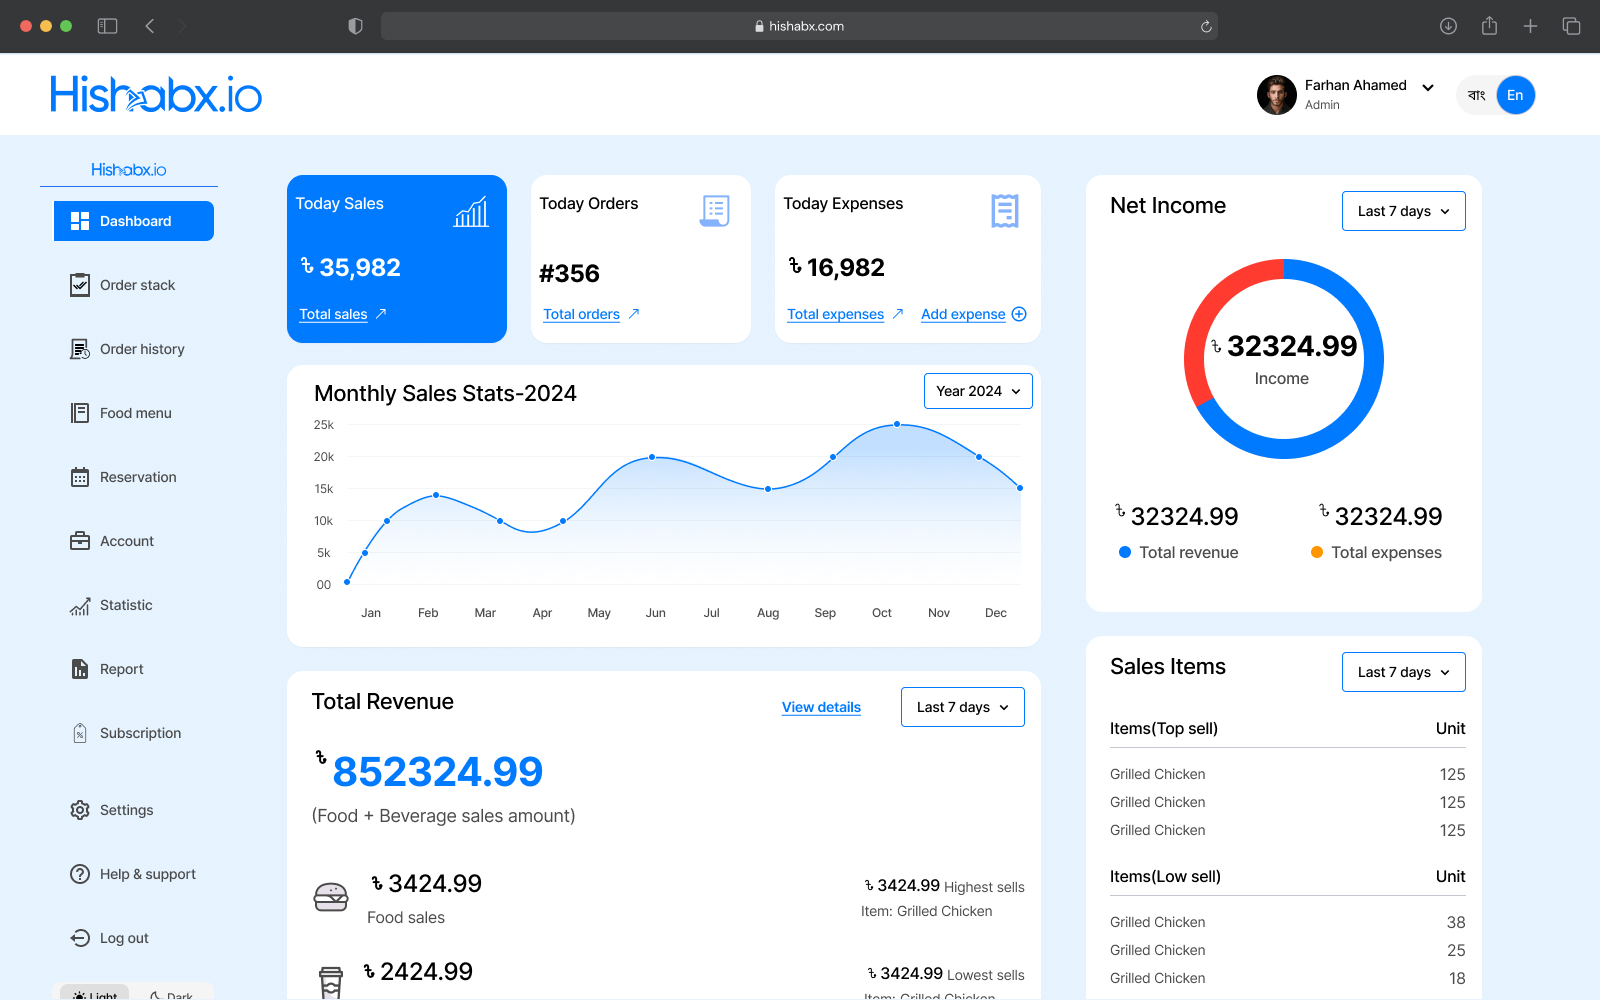 hishabx.com
Hishabx.io
Farhan Ahamed
Admin
বাং
En
Hishabx.io
Dashboard
Order stack
Order history
Food menu
Reservation
Account
Statistic
Report
Subscription
Settings
Help & support
Log out
Light
Dark
Today Sales
৳ 35,982
Total sales
Today Orders
#356
Total orders
Today Expenses
৳ 16,982
Total expenses
Add expense
Monthly Sales Stats-2024
Year 2024
25k
20k
15k
10k
5k
00
Jan Feb Mar Apr May Jun Jul Aug Sep Oct Nov Dec
Total Revenue
View details
Last 7 days
৳ 852324.99
(Food + Beverage sales amount)
৳ 3424.99
Food sales
৳ 3424.99 Highest sells
Item: Grilled Chicken
৳ 2424.99
৳ 3424.99 Lowest sells
Item: Grilled Chicken
Net Income
Last 7 days
৳ 32324.99
Income
৳ 32324.99
Total revenue
৳ 32324.99
Total expenses
Sales Items
Last 7 days
Items(Top sell) Unit
Grilled Chicken 125
Grilled Chicken 125
Grilled Chicken 125
Items(Low sell) Unit
Grilled Chicken 38
Grilled Chicken 25
Grilled Chicken 18